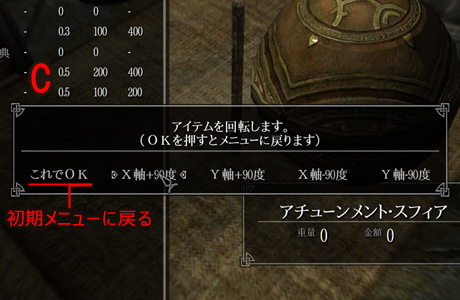 - 0 0 -
- 0.3 100 400
典 - 0 0 -
- C 0.5 200 400
- 0.5 100 200
アイテムを回転します。
（ＯＫを押すとメニューに戻ります）
これでＯＫ Ｘ軸+90度 Ｙ軸+90度 Ｘ軸-90度 Ｙ軸-90度
初期メニューに戻る
アチューンメント・スフィア
重量 0 金額 0